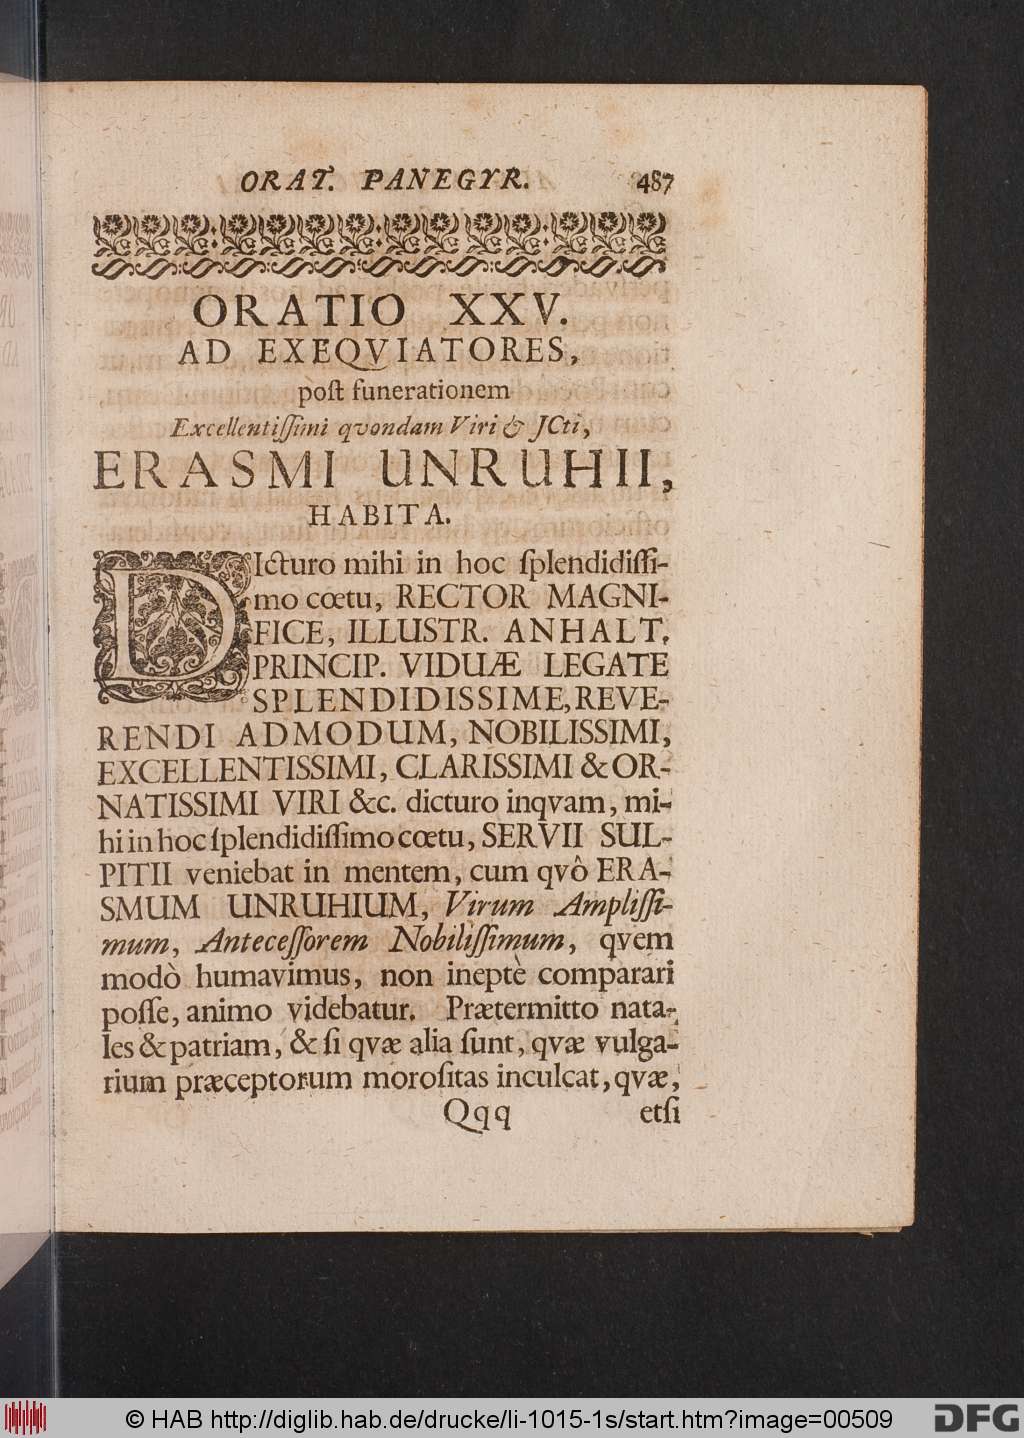 ORAT. PANEGYR. 487
ORATIO XXV.
AD EXEQVIATORES,
poſt funerationem
Excellentiſſimi qvondam Viri & JCti,
ERASMI UNRUHII,
HABITA.
DIcturo mihi in hoc ſplendidiſſi-
mo cœtu, RECTOR MAGNI-
FICE, ILLUSTR. ANHALT.
PRINCIP. VIDUÆ LEGATE
SPLENDIDISSIME, REVE-
RENDI ADMODUM, NOBILISSIMI,
EXCELLENTISSIMI, CLARISSIMI & OR-
NATISSIMI VIRI &c. dicturo inqvam, mi-
hi in hoc ſplendidiſſimo cœtu, SERVII SUL-
PITII veniebat in mentem, cum qvô ERA-
SMUM UNRUHIUM, Virum Ampliſſi-
mum, Anteceſſorem Nobiliſſimum, qvem
modò humavimus, non ineptè comparari
poſſe, animo videbatur. Prætermitto nata-
les & patriam, & ſi qvæ alia ſunt, qvæ vulga-
rium præceptorum moroſitas inculcat, qvæ,
Qqq etſi
© HAB http://diglib.hab.de/drucke/li-1015-1s/start.htm?image=00509
DFG